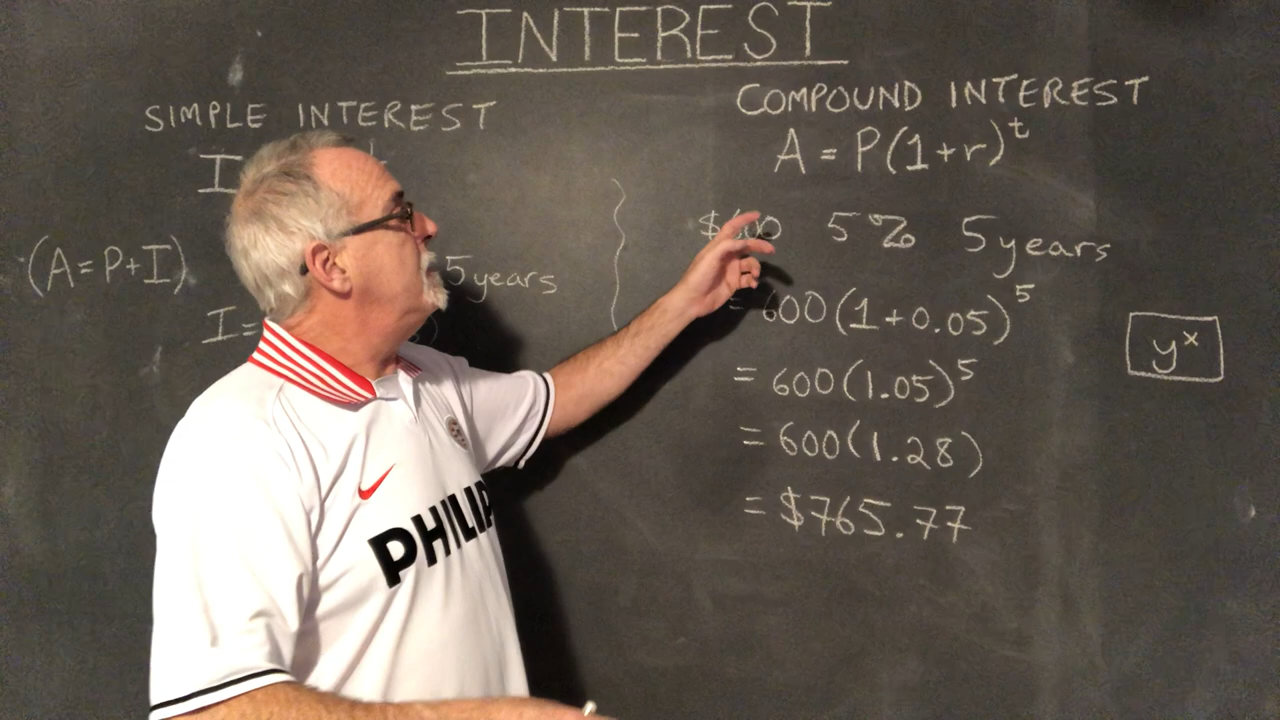 INTEREST
SIMPLE INTEREST
I
(A=P+I)
5 years
I=
COMPOUND INTEREST
A = P(1+r)^t
$600 5% 5 years
= 600(1+0.05)^5
= 600(1.05)^5
= 600(1.28)
= $765.77
y^x
PHILIP